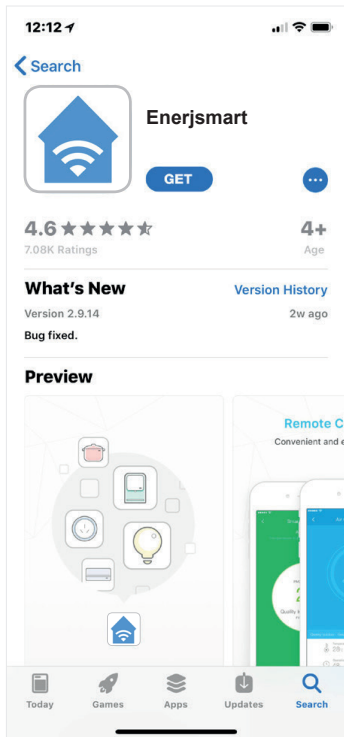 12:12
Search
Enerjsmart
GET
4.6
4+
7.08K Ratings
Age
What's New
Version History
Version 2.9.14
2w ago
Bug fixed.
Preview
Remote C
Convenient and e
Today
Games
Apps
Updates
Search